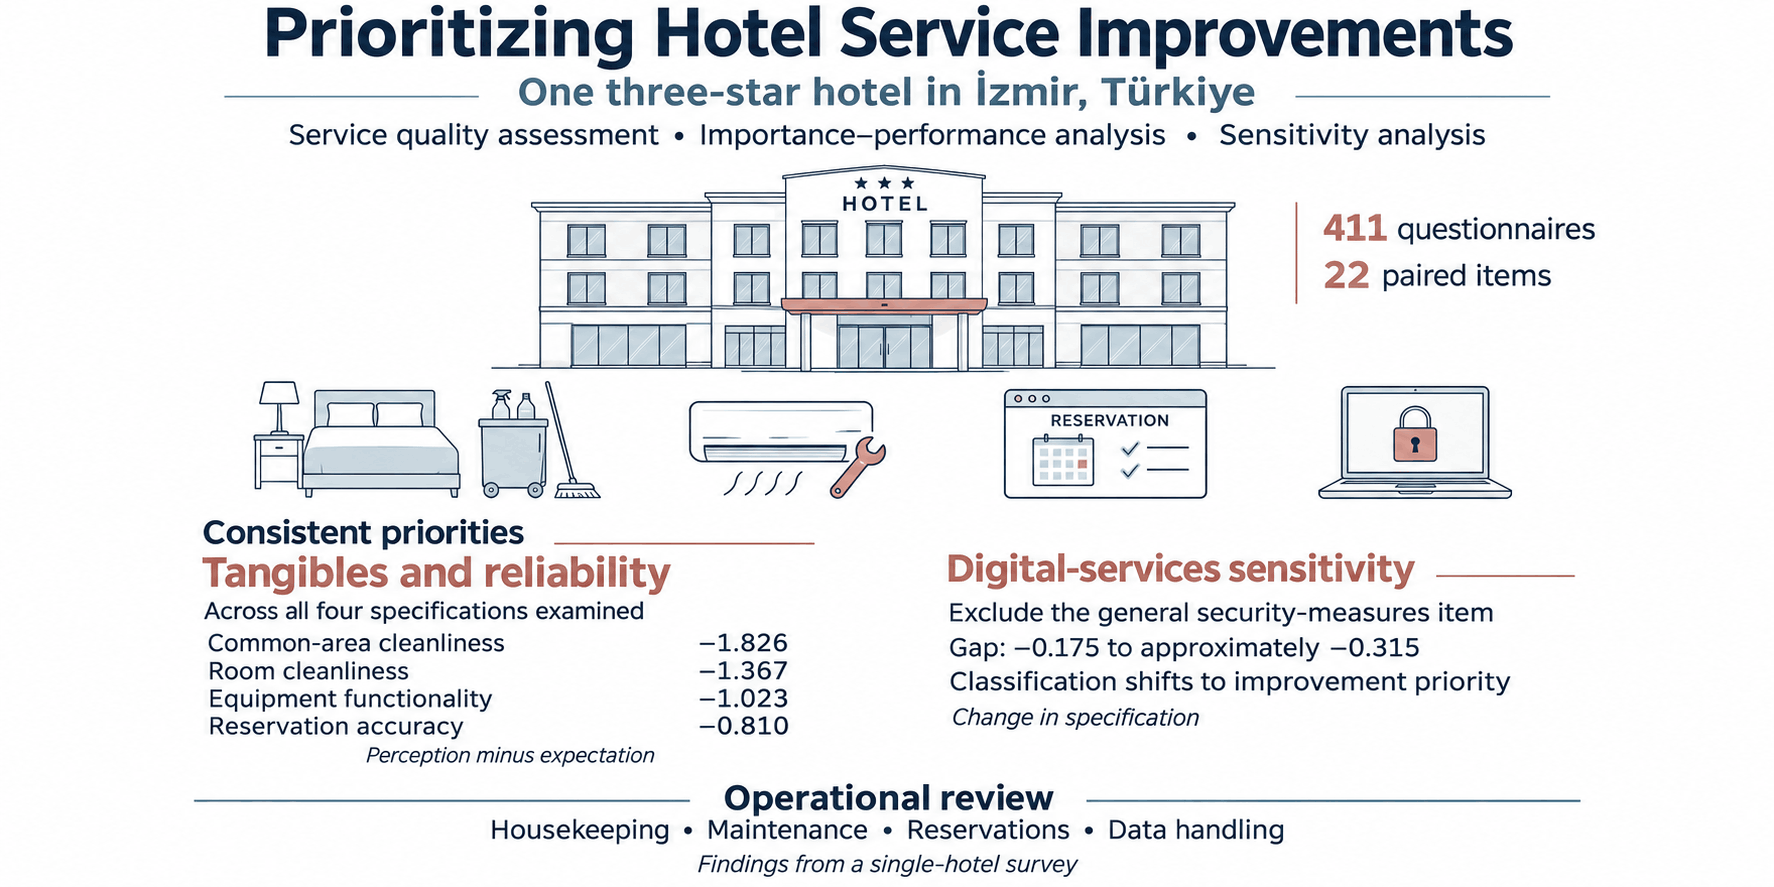 Prioritizing Hotel Service Improvements
One three-star hotel in İzmir, Türkiye
Service quality assessment • Importance–performance analysis • Sensitivity analysis
HOTEL
411 questionnaires
22 paired items
RESERVATION
Consistent priorities
Tangibles and reliability
Across all four specifications examined
Common-area cleanliness −1.826
Room cleanliness −1.367
Equipment functionality −1.023
Reservation accuracy −0.810
Perception minus expectation
Digital-services sensitivity
Exclude the general security-measures item
Gap: −0.175 to approximately −0.315
Classification shifts to improvement priority
Change in specification
Operational review
Housekeeping • Maintenance • Reservations • Data handling
Findings from a single-hotel survey